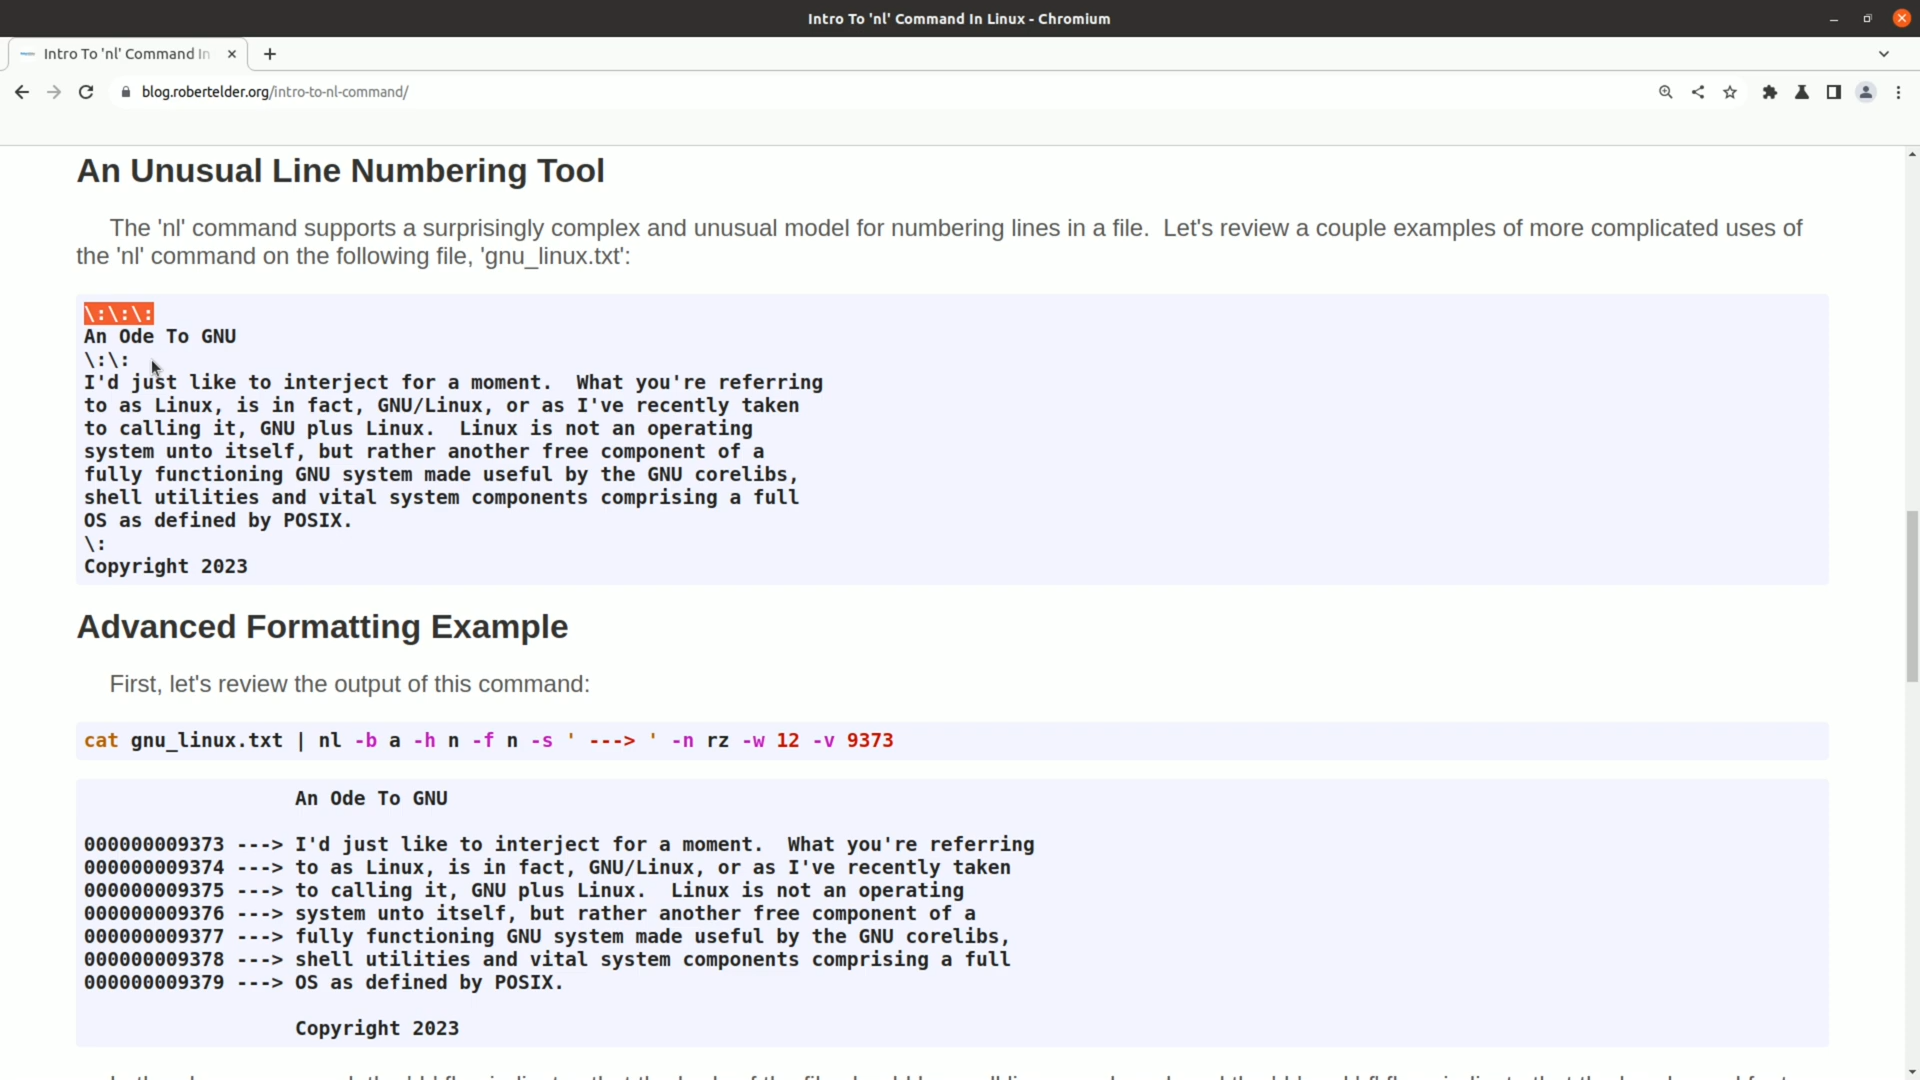 Intro To 'nl' Command In Linux - Chromium
Intro To 'nl' Command In
blog.robertelder.org/intro-to-nl-command/
An Unusual Line Numbering Tool
The 'nl' command supports a surprisingly complex and unusual model for numbering lines in a file.  Let's review a couple examples of more complicated uses of
the 'nl' command on the following file, 'gnu_linux.txt':
\:\:\:
An Ode To GNU
\:\:
I'd just like to interject for a moment.  What you're referring
to as Linux, is in fact, GNU/Linux, or as I've recently taken
to calling it, GNU plus Linux.  Linux is not an operating
system unto itself, but rather another free component of a
fully functioning GNU system made useful by the GNU corelibs,
shell utilities and vital system components comprising a full
OS as defined by POSIX.
\:
Copyright 2023
Advanced Formatting Example
First, let's review the output of this command:
cat gnu_linux.txt | nl -b a -h n -f n -s ' ---> ' -n rz -w 12 -v 9373
An Ode To GNU
000000009373 ---> I'd just like to interject for a moment.  What you're referring
000000009374 ---> to as Linux, is in fact, GNU/Linux, or as I've recently taken
000000009375 ---> to calling it, GNU plus Linux.  Linux is not an operating
000000009376 ---> system unto itself, but rather another free component of a
000000009377 ---> fully functioning GNU system made useful by the GNU corelibs,
000000009378 ---> shell utilities and vital system components comprising a full
000000009379 ---> OS as defined by POSIX.
Copyright 2023